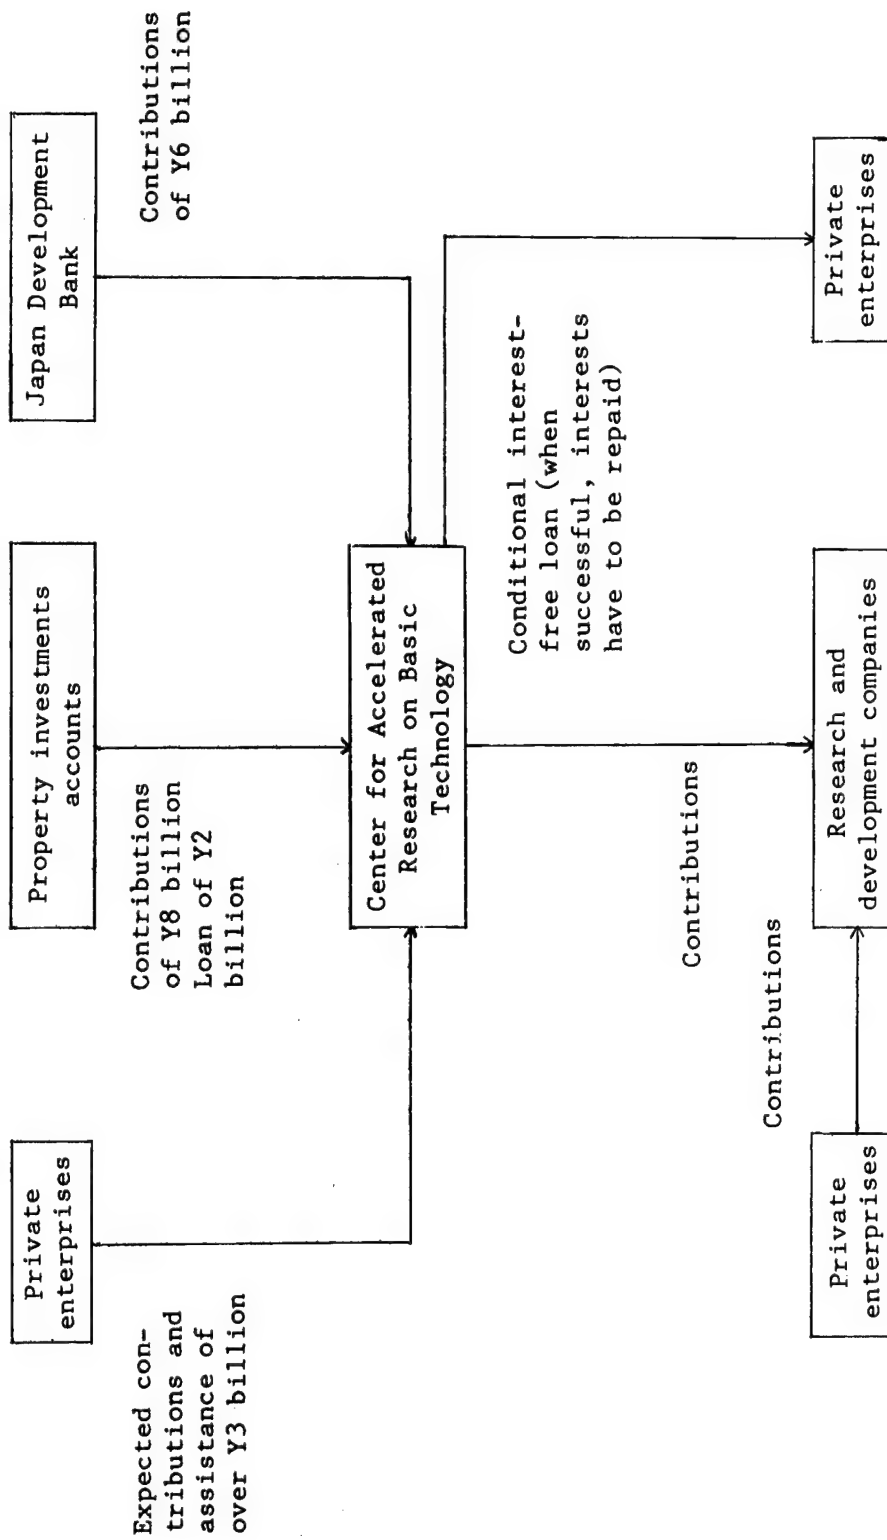 Private
enterprises
Property investments
accounts
Japan Development
Bank
Expected con-
tributions and
assistance of
over Y3 billion
Contributions
of Y8 billion
Loan of Y2
billion
Contributions
of Y6 billion
Center for Accelerated
Research on Basic
Technology
Conditional interest-
free loan (when
successful, interests
have to be repaid)
Contributions
Contributions
Private
enterprises
Research and
development companies
Private
enterprises